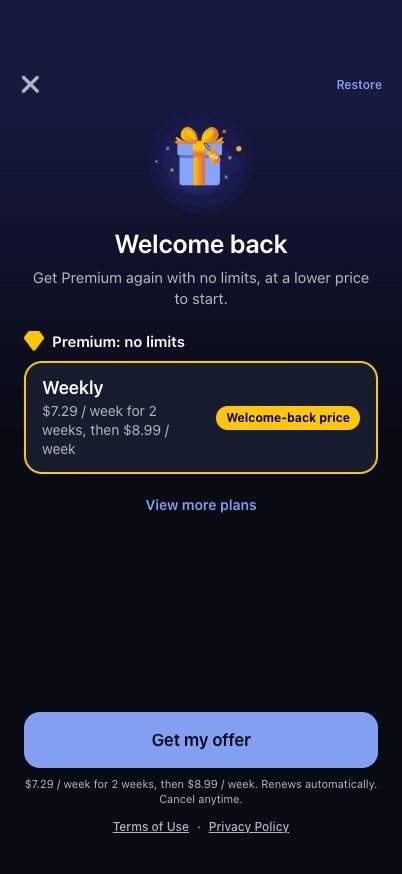 Restore
Welcome back
Get Premium again with no limits, at a lower price
to start.
Premium: no limits
Weekly
$7.29 / week for 2
weeks, then $8.99 /
week
Welcome-back price
View more plans
Get my offer
$7.29 / week for 2 weeks, then $8.99 / week. Renews automatically.
Cancel anytime.
Terms of Use · Privacy Policy